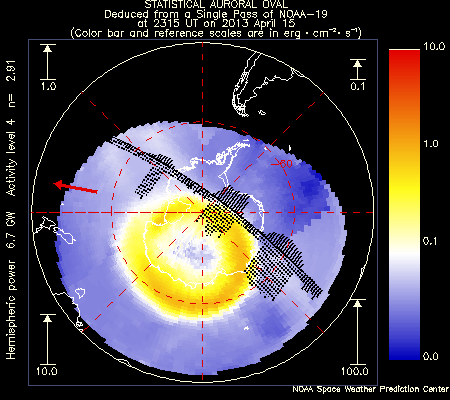 STATISTICAL AURORAL OVAL
Deduced from a Single Pass of NOAA-19
at 2315 UT on 2013 April 15
(Color bar and reference scales are in erg·cm⁻²·s⁻¹)
1.0
0.1
10.0
100.0
-60
Hemispheric power 6.7 GW Activity level 4 n= 2.91
10.0
1.0
0.1
0.0
NOAA Space Weather Prediction Center